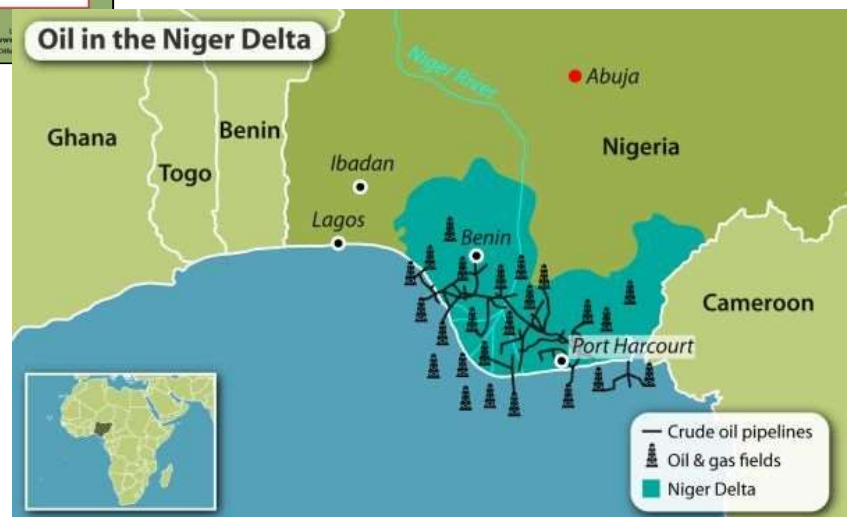 Oil in the Niger Delta
Niger River
Abuja
Ghana
Togo
Benin
Nigeria
Ibadan
Lagos
Benin
Cameroon
Port Harcourt
Crude oil pipelines
Oil & gas fields
Niger Delta